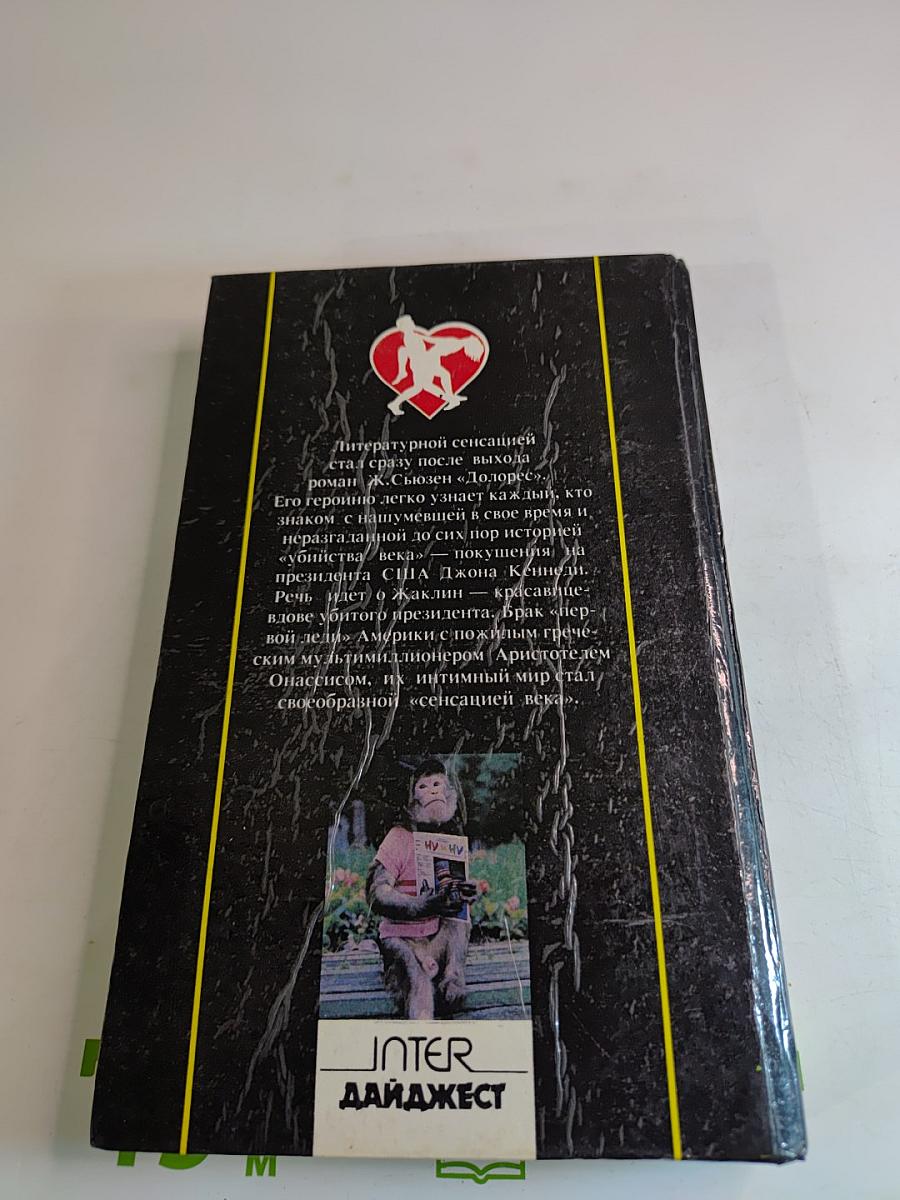 Литературной сенсацией
стал сразу после выхода
роман Ж.Сьюзен «Долорес».
Его героиню легко узнает каждый, кто
знаком с нашумевшей в свое время и
неразгаданной до сих пор историей
«убийства века» — покушения на
президента США Джона Кеннеди.
Речь идет о Жаклин — красавице-
вдове убитого президента. Брак «пер-
вой леди» Америки с пожилым грече-
ским мультимиллионером Аристотелем
Онассисом, их интимный мир стал
своеобразной «сенсацией века».
НУ И НУ
INTER
ДАЙДЖЕСТ
М